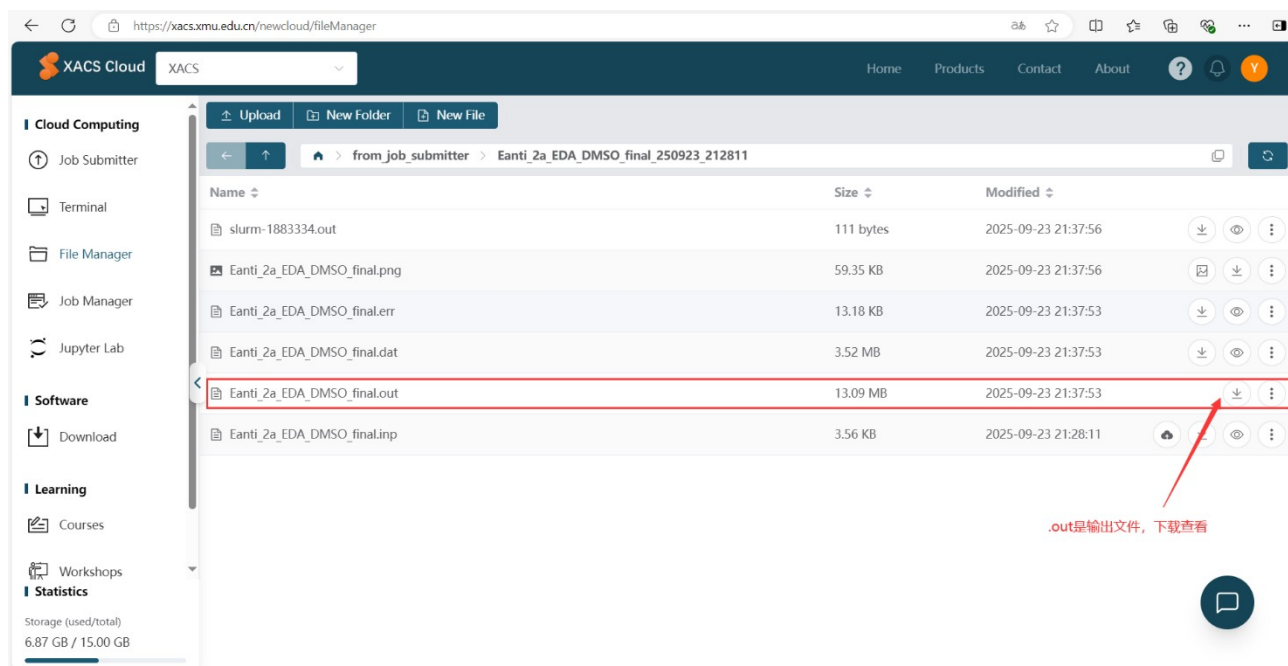 https://xacs.xmu.edu.cn/newcloud/fileManager
XACS Cloud XACS Home Products Contact About ? Y
Cloud Computing
Job Submitter
Terminal
File Manager
Job Manager
Jupyter Lab
Software
Download
Learning
Courses
Workshops
Statistics
Storage (used/total)
6.87 GB / 15.00 GB
Upload New Folder New File
from_job_submitter > Eanti_2a_EDA_DMSO_final_250923_212811
Name Size Modified
slurm-1883334.out 111 bytes 2025-09-23 21:37:56
Eanti_2a_EDA_DMSO_final.png 59.35 KB 2025-09-23 21:37:56
Eanti_2a_EDA_DMSO_final.err 13.18 KB 2025-09-23 21:37:53
Eanti_2a_EDA_DMSO_final.dat 3.52 MB 2025-09-23 21:37:53
Eanti_2a_EDA_DMSO_final.out 13.09 MB 2025-09-23 21:37:53
Eanti_2a_EDA_DMSO_final.inp 3.56 KB 2025-09-23 21:28:11
.out是输出文件，下载查看